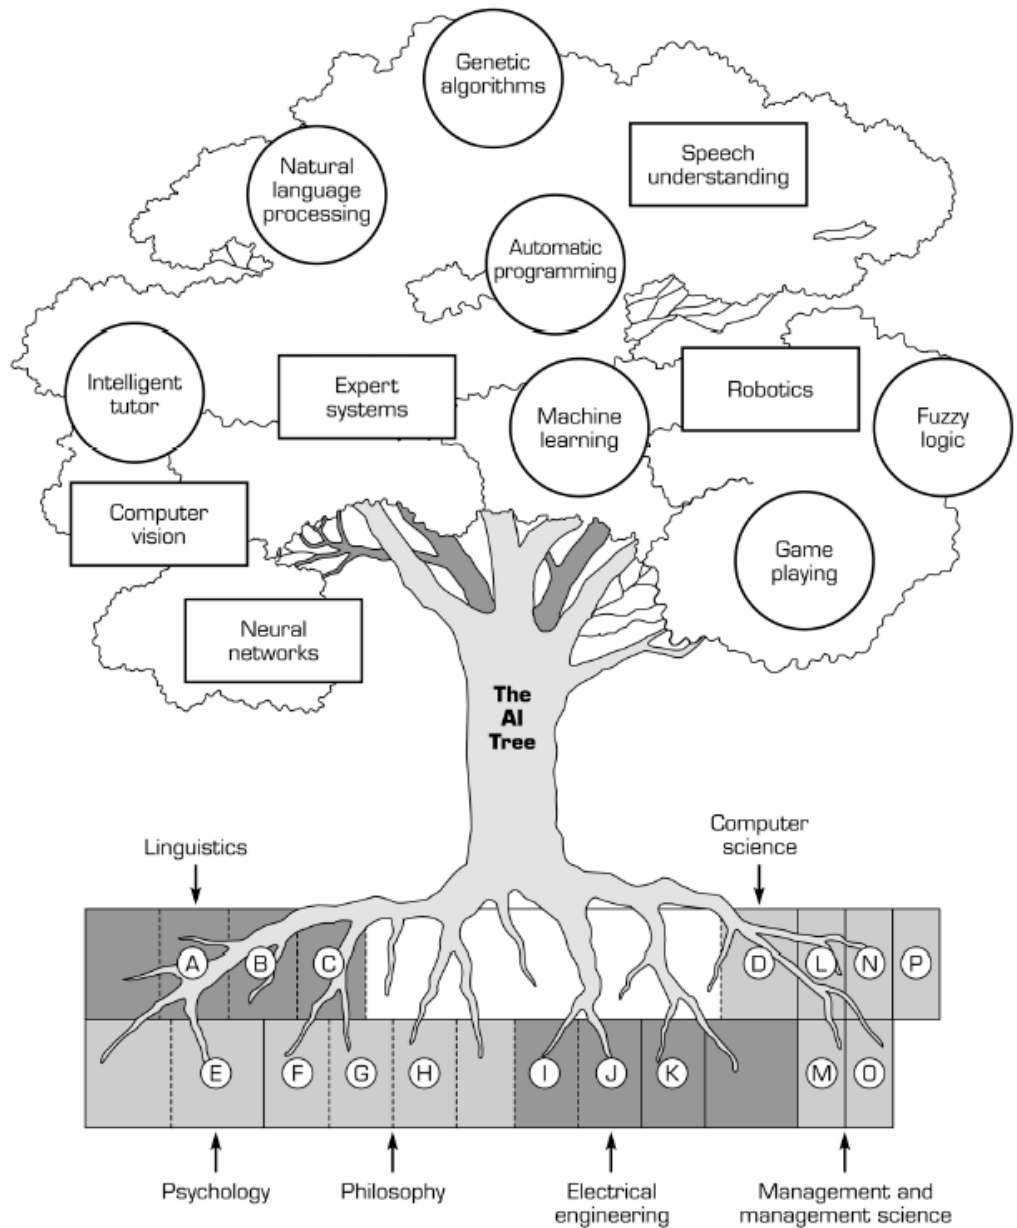 Genetic
algorithms
Speech
understanding
Natural
language
processing
Automatic
programming
Intelligent
tutor
Expert
systems
Machine
learning
Robotics
Fuzzy
logic
Computer
vision
Game
playing
Neural
networks
The
AI
Tree
Computer
science
Linguistics
A
B
C
D
L
N
P
E
F
G
H
I
J
K
M
O
Psychology
Philosophy
Electrical
engineering
Management and
management science